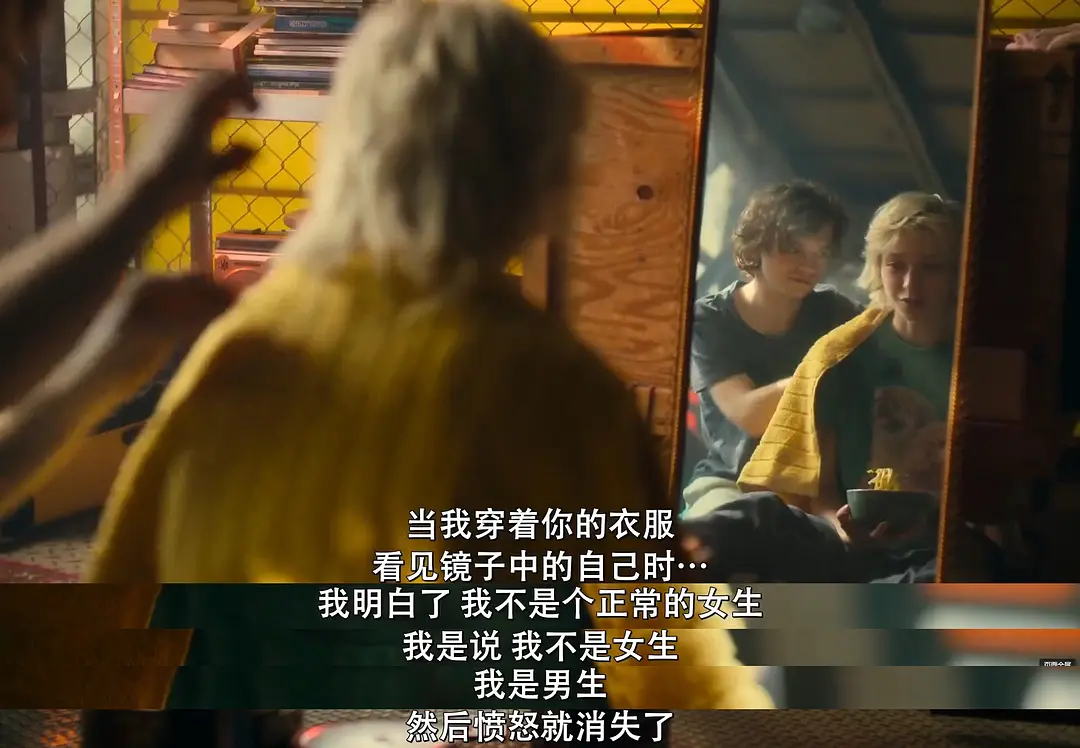 当我穿着你的衣服
看见镜子中的自己时…
我明白了 我不是个正常的女生
我是说 我不是女生
我是男生
然后愤怒就消失了